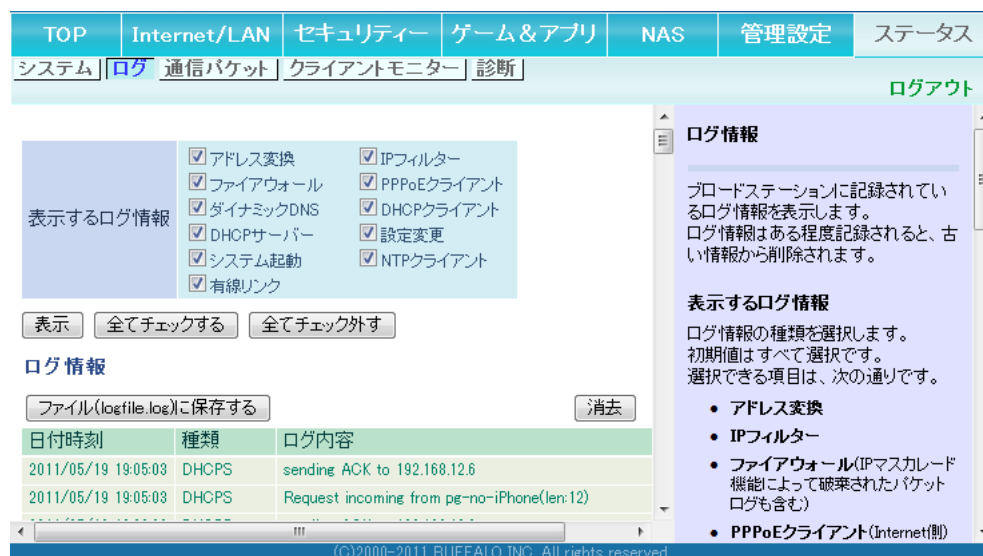 TOP Internet/LAN セキュリティー ゲーム＆アプリ NAS 管理設定 ステータス
システム ログ 通信パケット クライアントモニター 診断
ログアウト
表示するログ情報
アドレス変換 IPフィルター
ファイアウォール PPPoEクライアント
ダイナミックDNS DHCPクライアント
DHCPサーバー 設定変更
システム起動 NTPクライアント
有線リンク
表示 全てチェックする 全てチェック外す
ログ情報
ファイル(logfile.log)に保存する 消去
日付時刻 種類 ログ内容
2011/05/19 19:05:03 DHCPS sending ACK to 192.168.12.6
2011/05/19 19:05:03 DHCPS Request incoming from pg-no-iPhone(len:12)
ログ情報
ブロードステーションに記録されてい
るログ情報を表示します。
ログ情報はある程度記録されると、古
い情報から削除されます。
表示するログ情報
ログ情報の種類を選択します。
初期値はすべて選択です。
選択できる項目は、次の通りです。
• アドレス変換
• IPフィルター
• ファイアウォール(IPマスカレード
機能によって破棄されたパケット
ログも含む)
• PPPoEクライアント(Internet側)
(C)2000-2011 BUFFALO INC. All rights reserved.